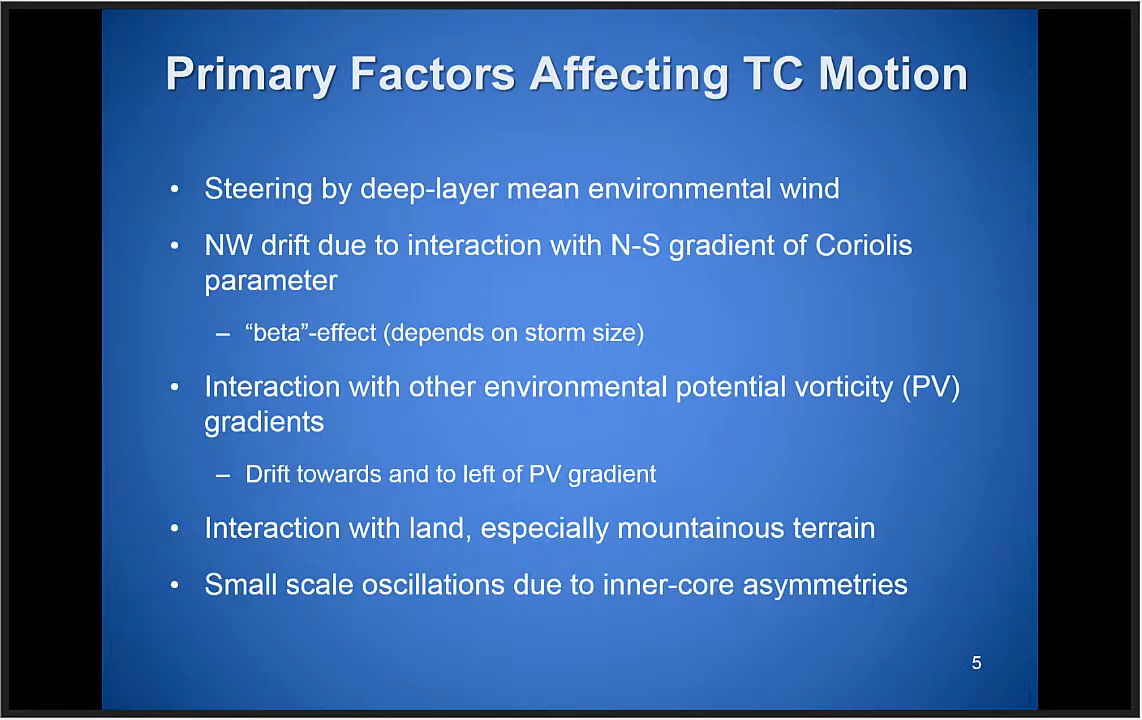 Primary Factors Affecting TC Motion
• Steering by deep-layer mean environmental wind
• NW drift due to interaction with N-S gradient of Coriolis
parameter
– “beta”-effect (depends on storm size)
• Interaction with other environmental potential vorticity (PV)
gradients
– Drift towards and to left of PV gradient
• Interaction with land, especially mountainous terrain
• Small scale oscillations due to inner-core asymmetries
5